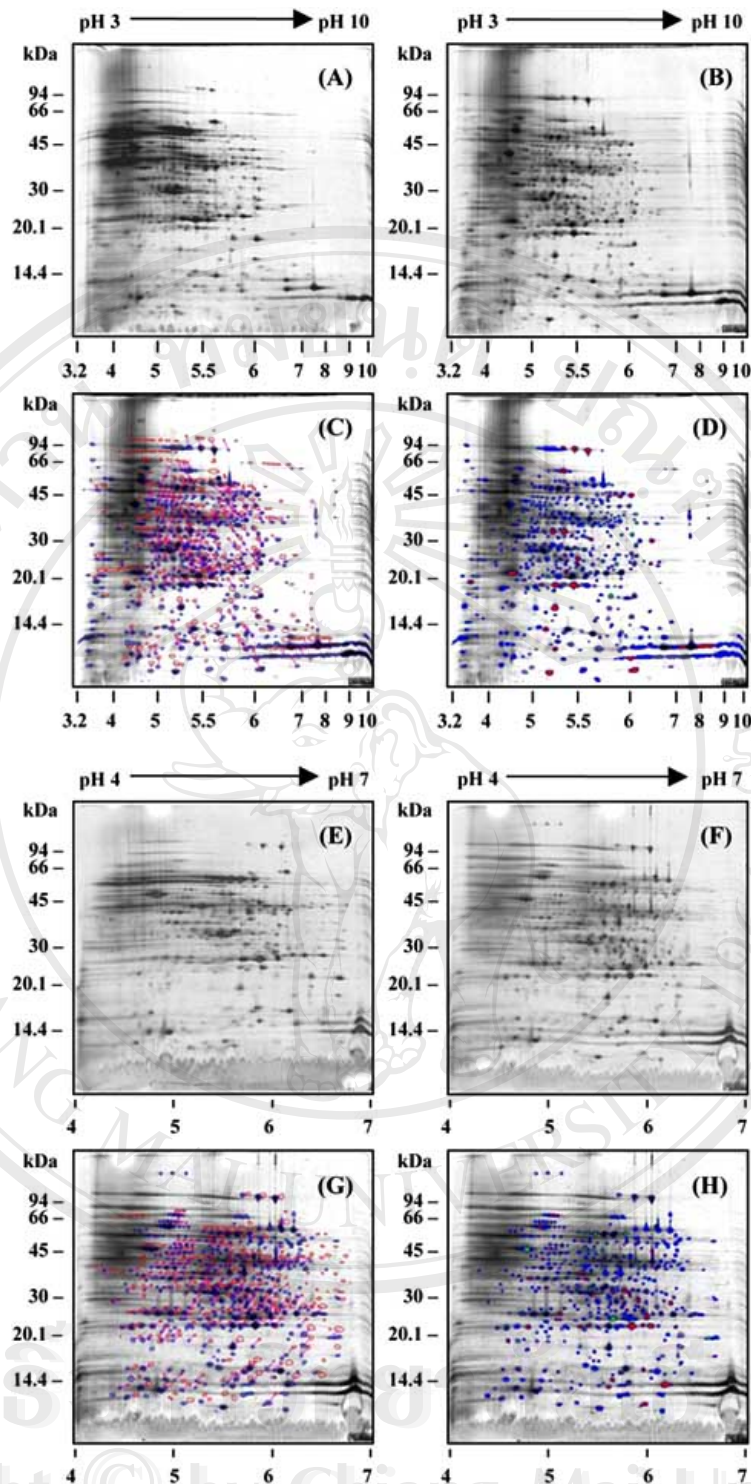 pH 3 pH 10 pH 3 pH 10
kDa (A) kDa (B)
94 – 94 –
66 – 66 –
45 – 45 –
30 – 30 –
20.1 – 20.1 –
14.4 – 14.4 –
3.2 4 5 5.5 6 7 8 9 10 3.2 4 5 5.5 6 7 8 9 10
kDa (C) kDa (D)
94 – 94 –
66 – 66 –
45 – 45 –
30 – 30 –
20.1 – 20.1 –
14.4 – 14.4 –
3.2 4 5 5.5 6 7 8 9 10 3.2 4 5 5.5 6 7 8 9 10
pH 4 pH 7 pH 4 pH 7
kDa (E) kDa (F)
94 – 94 –
66 – 66 –
45 – 45 –
30 – 30 –
20.1 – 20.1 –
14.4 – 14.4 –
4 5 6 7 4 5 6 7
kDa (G) kDa (H)
94 – 94 –
66 – 66 –
45 – 45 –
30 – 30 –
20.1 – 20.1 –
14.4 – 14.4 –
4 5 6 7 4 5 6 7